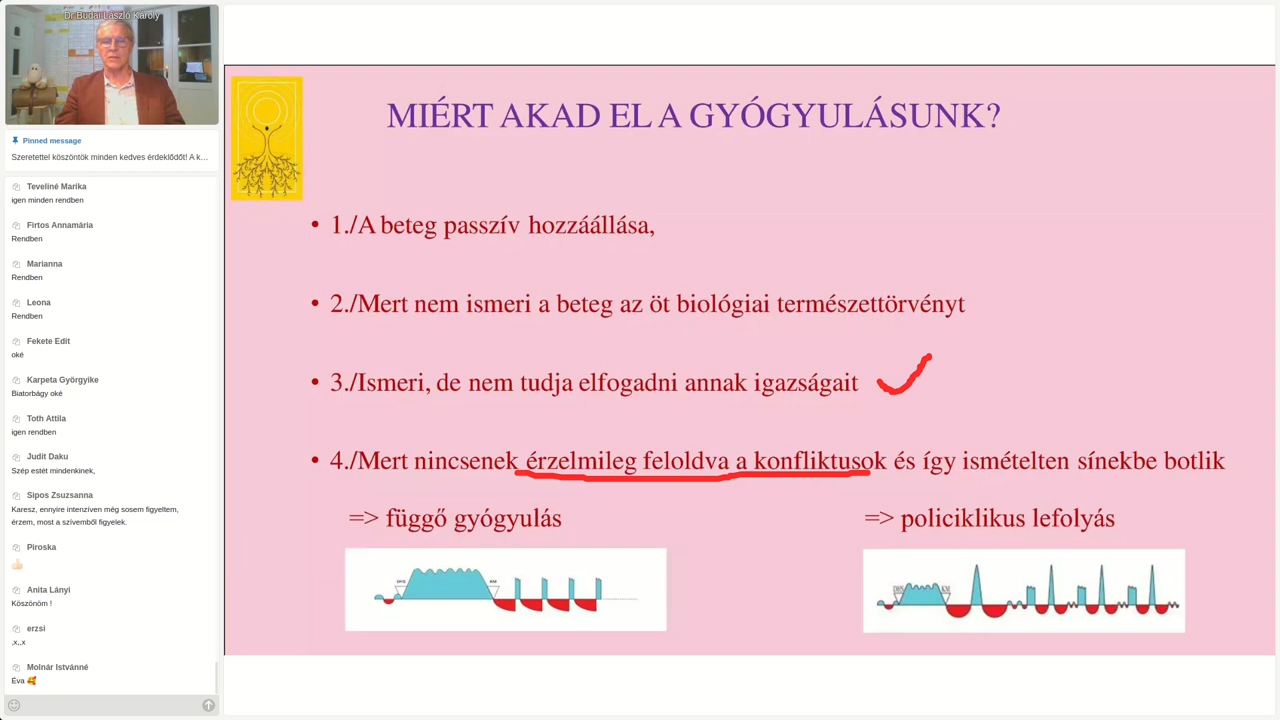 Dr Budai László Károly
Pinned message
Szeretettel köszöntök minden kedves érdeklődőt! A k...
Teveliné Marika
igen minden rendben
Firtos Annamária
Rendben
Marianna
Rendben
Leona
Rendben
Fekete Edit
oké
Karpeta Györgyike
Biatorbágy oké
Toth Attila
igen rendben
Judit Daku
Szép estét mindenkinek,
Sipos Zsuzsanna
Karesz, ennyire intenzíven még sosem figyeltem,
érzem, most a szívemből figyelek.
Piroska
👍🏻
Anita Lányi
Köszönöm !
erzsi
,x,,x
Molnár Istvánné
Éva 🥰
MIÉRT AKAD EL A GYÓGYULÁSUNK?
• 1./A beteg passzív hozzáállása,
• 2./Mert nem ismeri a beteg az öt biológiai természettörvényt
• 3./Ismeri, de nem tudja elfogadni annak igazságait
• 4./Mert nincsenek érzelmileg feloldva a konfliktusok és így ismételten sínekbe botlik
=> függő gyógyulás
=> policiklikus lefolyás
DHS
KM
KM